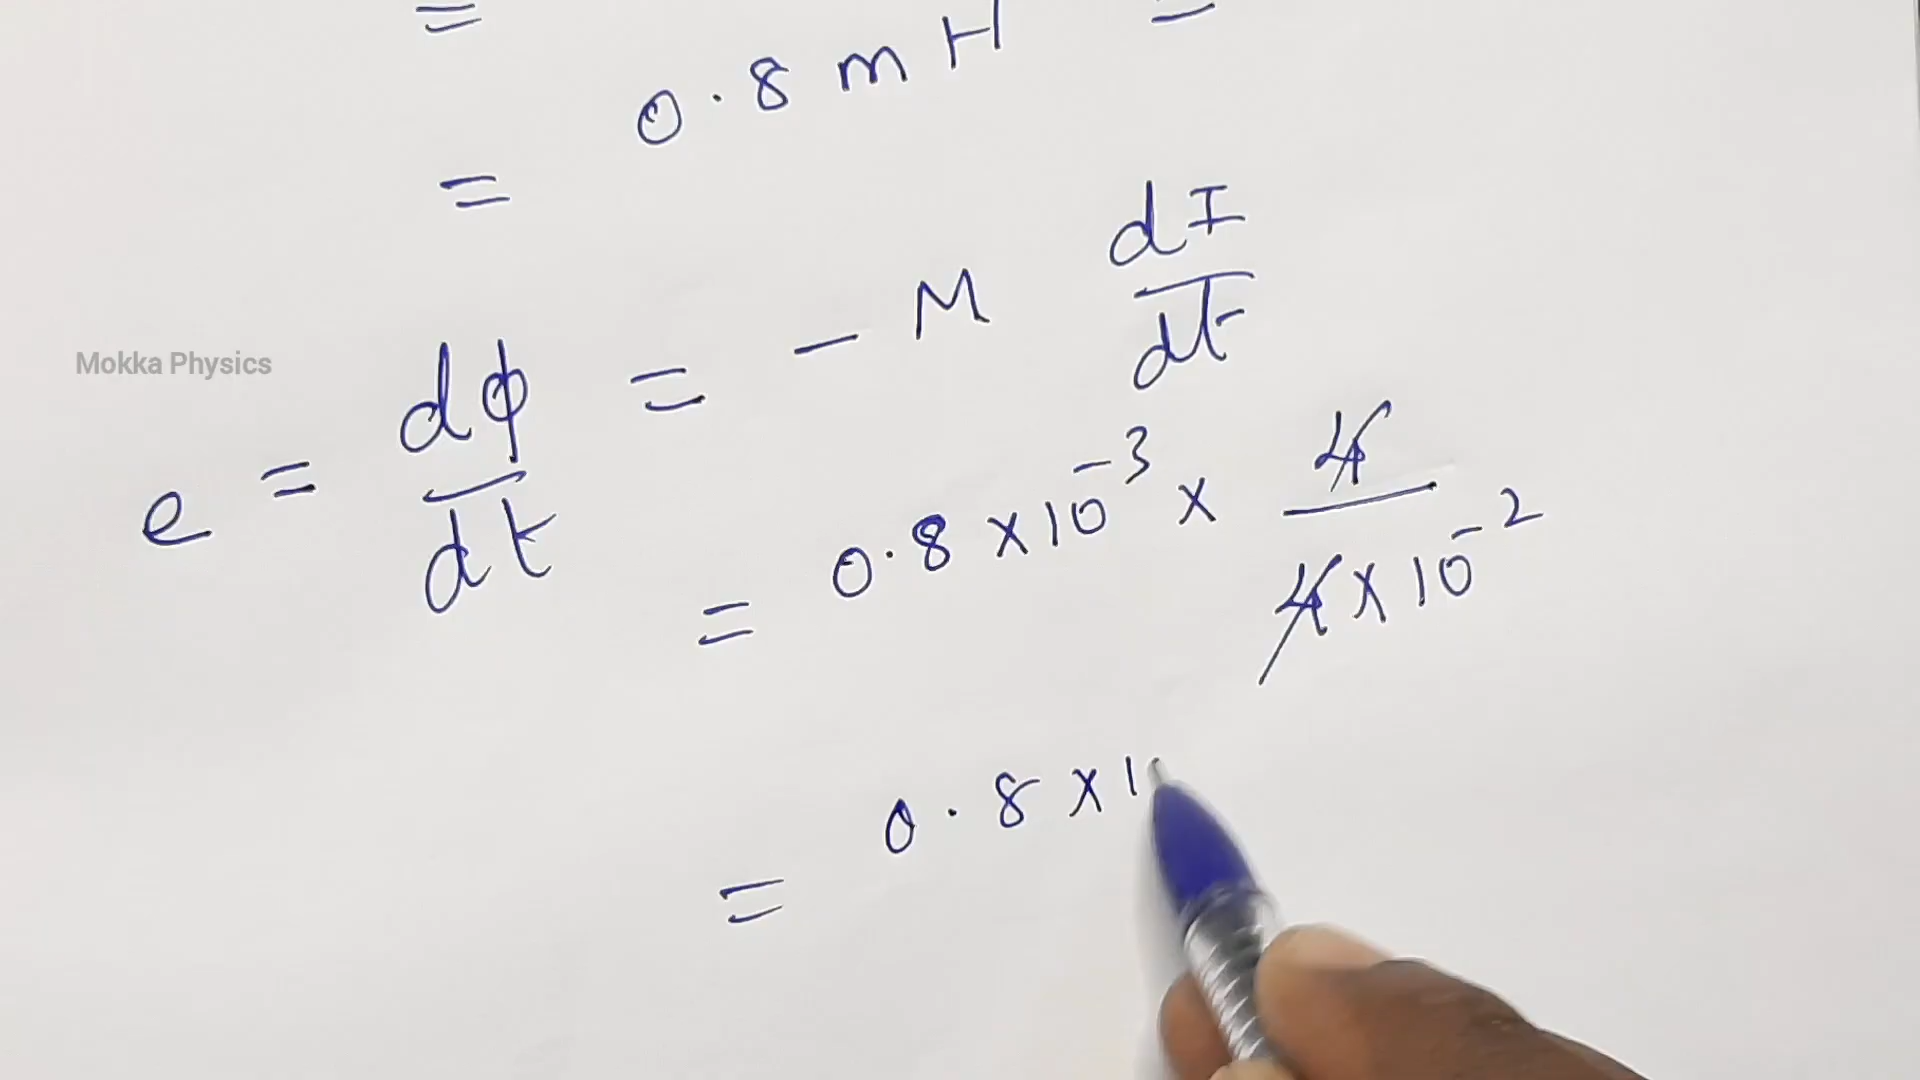 =
= 0.8 mH
e = dφ/dt = - M dI/dt
= 0.8 × 10⁻³ × 4/4 × 10⁻²
= 0.8 × 1
Mokka Physics